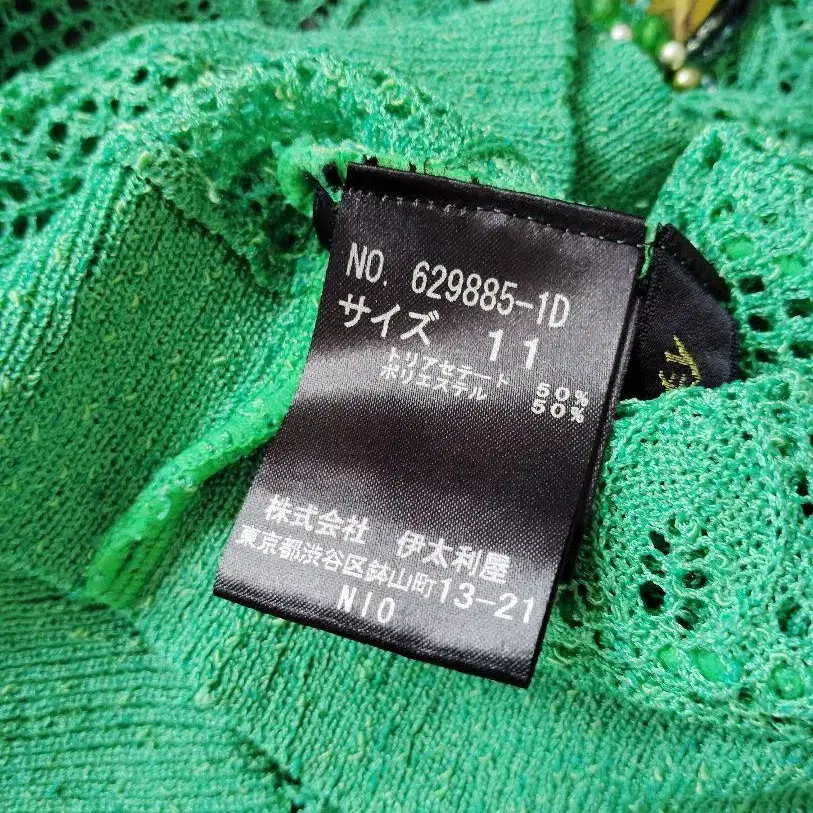 NO. 629885-1D
サイズ 11
トリアセテート 50%
ポリエステル 50%
株式会社 伊太利屋
東京都渋谷区鉢山町13-21
NIO